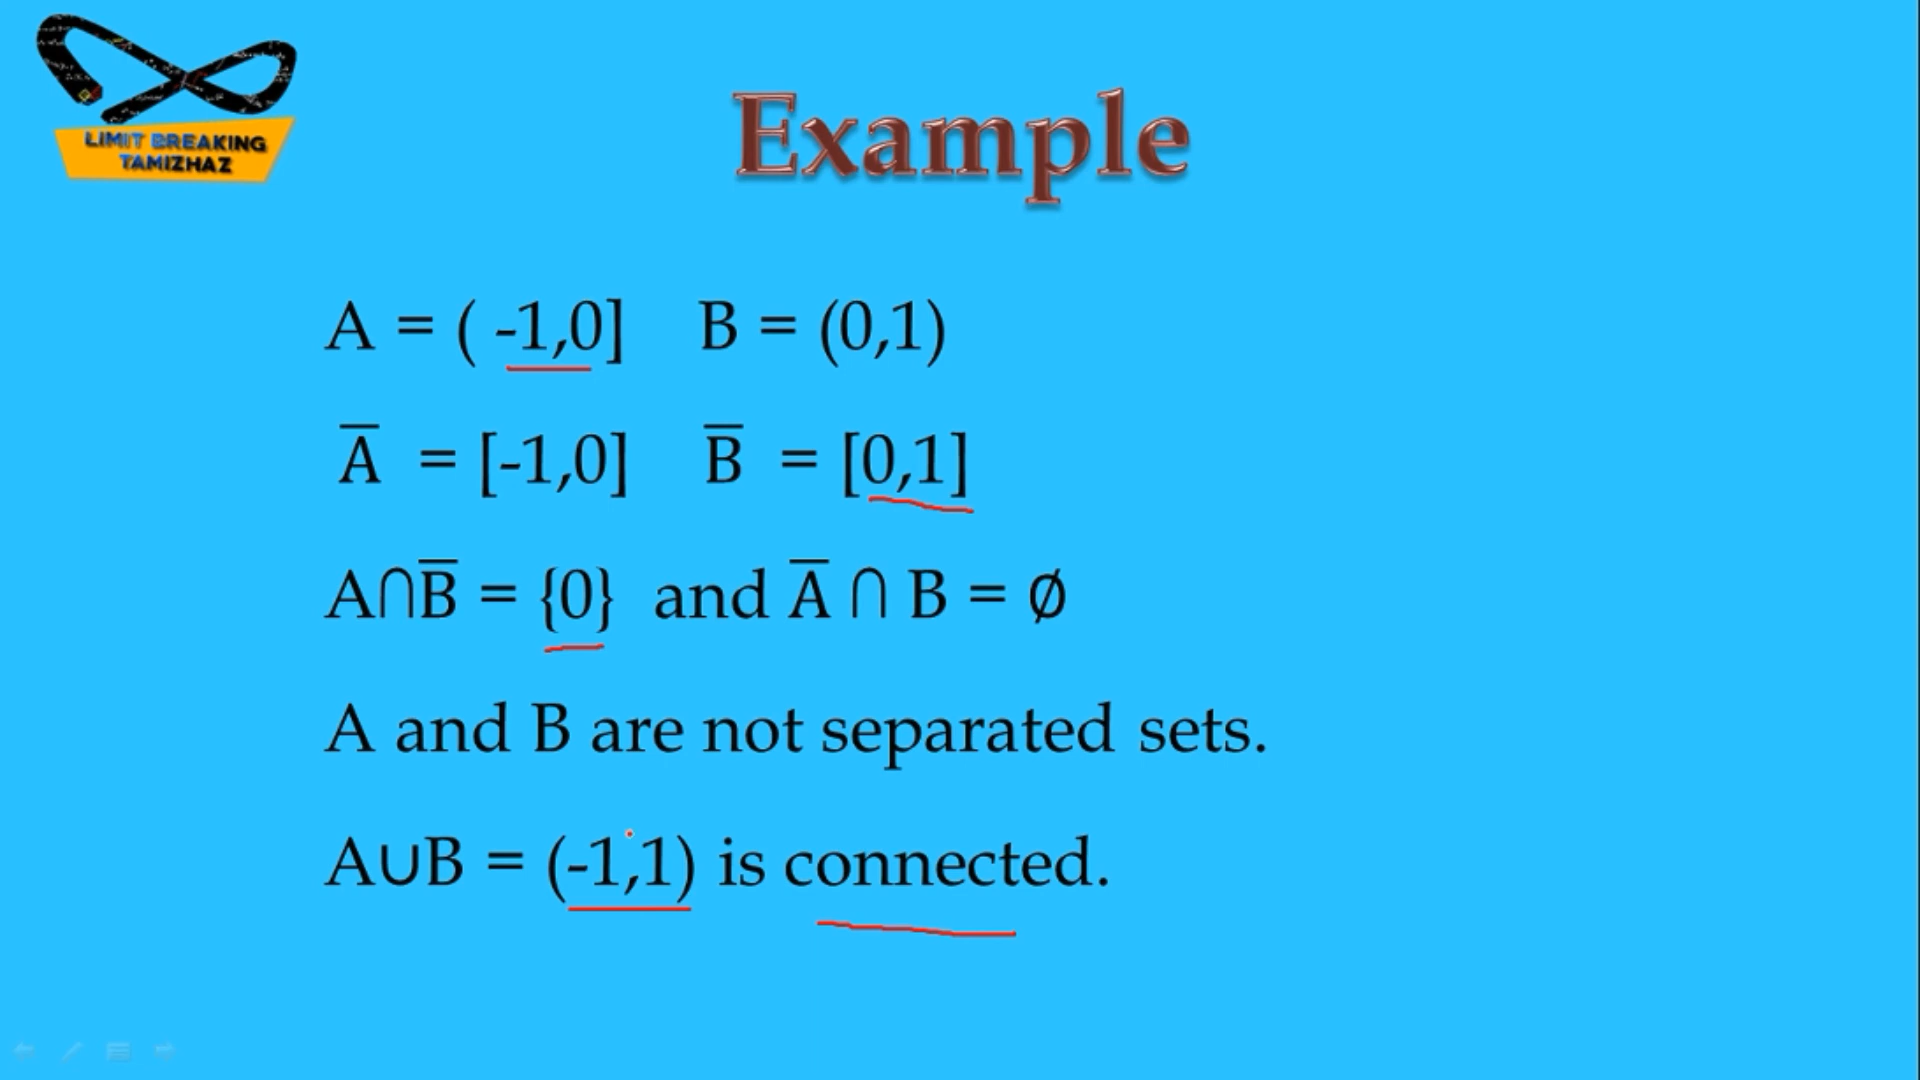 LIMIT BREAKING
TAMIZHAZ
Example
A = ( -1,0] B = (0,1)
A̅ = [-1,0] B̅ = [0,1]
A∩B̅ = {0} and A̅ ∩ B = ∅
A and B are not separated sets.
A∪B = (-1,1) is connected.